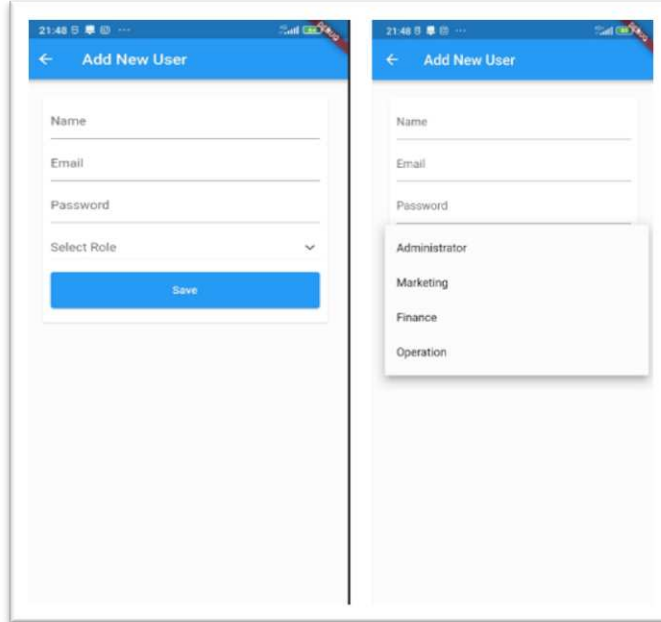 21:48
Add New User
Name
Email
Password
Select Role
Save
21:48
Add New User
Name
Email
Password
Administrator
Marketing
Finance
Operation